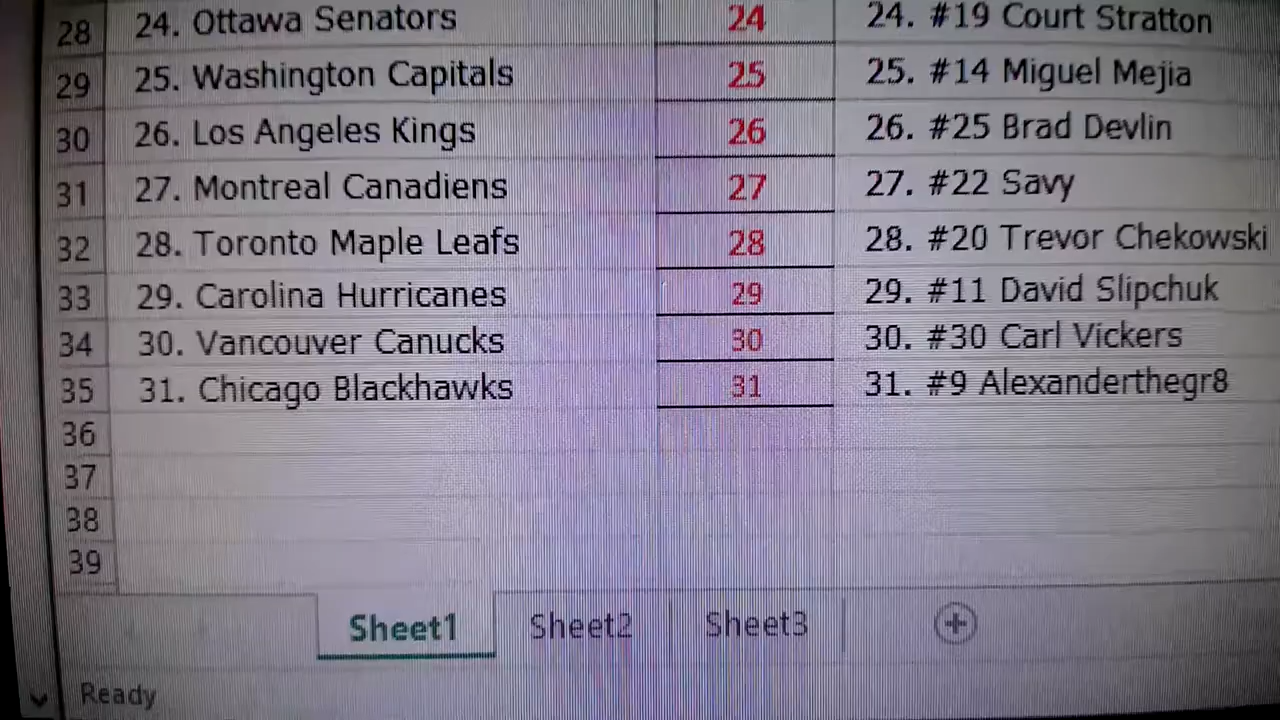 28 24. Ottawa Senators 24 24. #19 Court Stratton
29 25. Washington Capitals 25 25. #14 Miguel Mejia
30 26. Los Angeles Kings 26 26. #25 Brad Devlin
31 27. Montreal Canadiens 27 27. #22 Savy
32 28. Toronto Maple Leafs 28 28. #20 Trevor Chekowski
33 29. Carolina Hurricanes 29 29. #11 David Slipchuk
34 30. Vancouver Canucks 30 30. #30 Carl Vickers
35 31. Chicago Blackhawks 31 31. #9 Alexanderthegr8
36
37
38
39
Sheet1 Sheet2 Sheet3
Ready